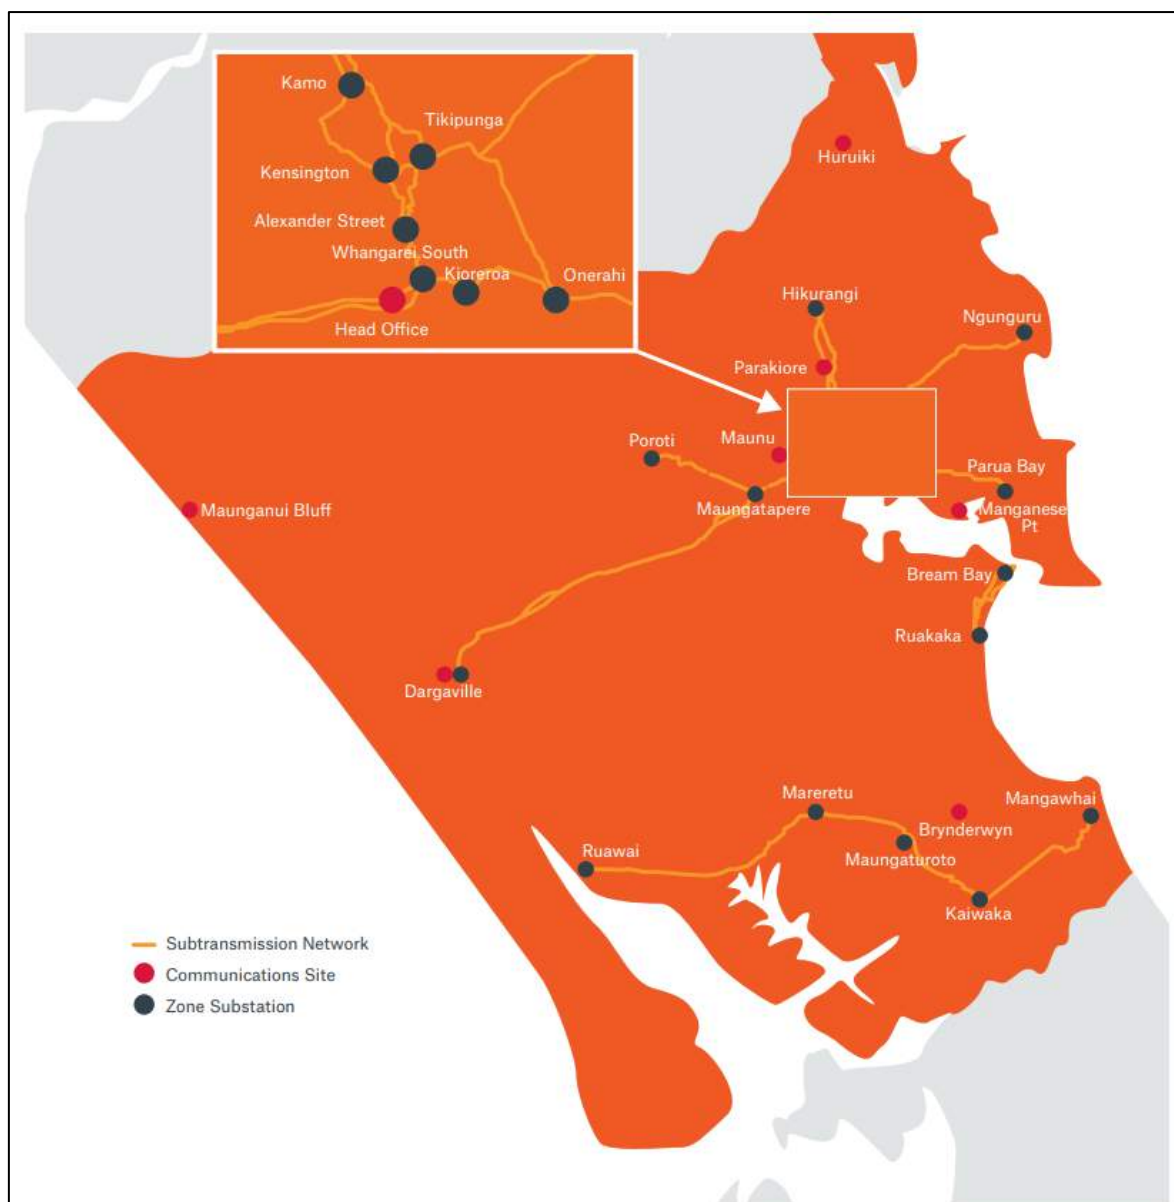 Kamo
Tikipunga
Kensington
Alexander Street
Whangarei South
Kioreroa
Onerahi
Head Office
Huruiki
Hikurangi
Ngunguru
Parakiore
Poroti
Maunu
Parua Bay
Maungatapere
Manganese
Pt
Maunganui Bluff
Bream Bay
Ruakaka
Dargaville
Mareretu
Mangawhai
Brynderwyn
Ruawai
Maungaturoto
Kaiwaka
Subtransmission Network
Communications Site
Zone Substation